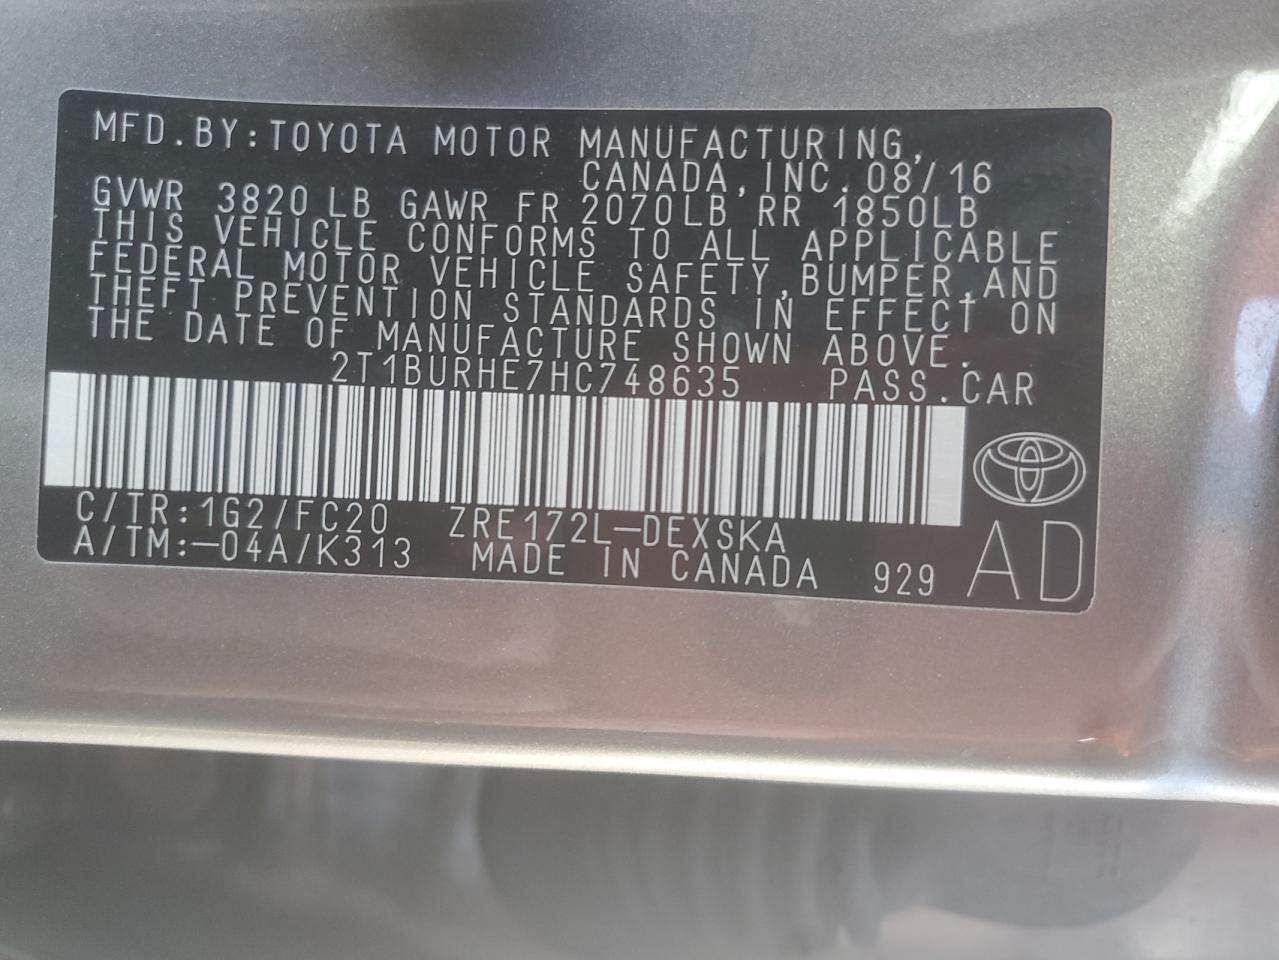 MFD.BY:TOYOTA MOTOR MANUFACTURING,
CANADA,INC. 08/16
GVWR 3820 LB GAWR FR 2070LB RR 1850LB
THIS VEHICLE CONFORMS TO ALL APPLICABLE
FEDERAL MOTOR VEHICLE SAFETY,BUMPER,AND
THEFT PREVENTION STANDARDS IN EFFECT ON
THE DATE OF MANUFACTURE SHOWN ABOVE.
2T1BURHE7HC748635 PASS.CAR
C/TR:1G2/FC20 ZRE172L-DEXSKA
A/TM:-04A/K313 MADE IN CANADA 929 AD